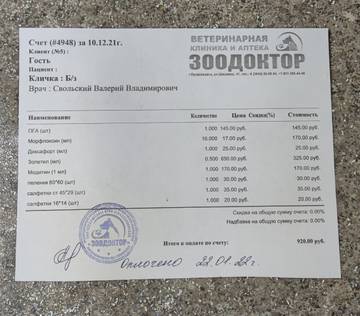 Счет (#4948) за 10.12.21г.
Клиент (№5) :
Гость
Пациент :
Кличка : Б/з
Врач : Свольский Валерий Владимирович
ВЕТЕРИНАРНАЯ
КЛИНИКА И АПТЕКА
ЗООДОКТОР
Наименование Количество Цена Скидка(%) Стоимость
ОГА (шт) 1.000 145.00 руб. 145.00 руб.
Морфлоксин (мл) 10.000 17.00 руб. 170.00 руб.
Дексафорт (мл) 1.000 25.00 руб. 25.00 руб.
Золетил (мл) 0.500 650.00 руб. 325.00 руб.
Медитин (1 мл) 1.000 170.00 руб. 170.00 руб.
пеленка 60*60 (шт) 1.000 30.00 руб. 30.00 руб.
салфетки ст 45*29 (шт) 1.000 35.00 руб. 35.00 руб.
салфетки 16*14 (шт) 1.000 20.00 руб. 20.00 руб.
Скидка на общую сумму счета: 0.00%
Надбавка на общую сумму счета: 0.00%
Итого к оплате по счету: 920.00 руб.
ЗООДОКТОР
Оплочено 22.01.22г.